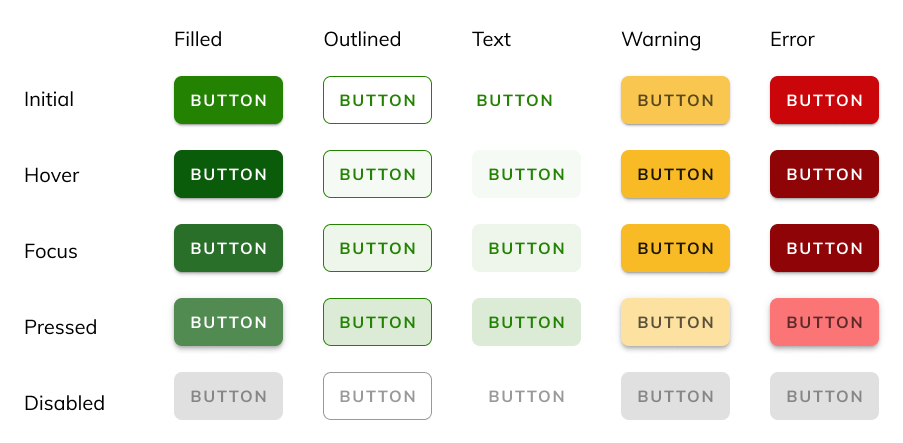 Filled Outlined Text Warning Error
Initial BUTTON BUTTON BUTTON BUTTON BUTTON
Hover BUTTON BUTTON BUTTON BUTTON BUTTON
Focus BUTTON BUTTON BUTTON BUTTON BUTTON
Pressed BUTTON BUTTON BUTTON BUTTON BUTTON
Disabled BUTTON BUTTON BUTTON BUTTON BUTTON